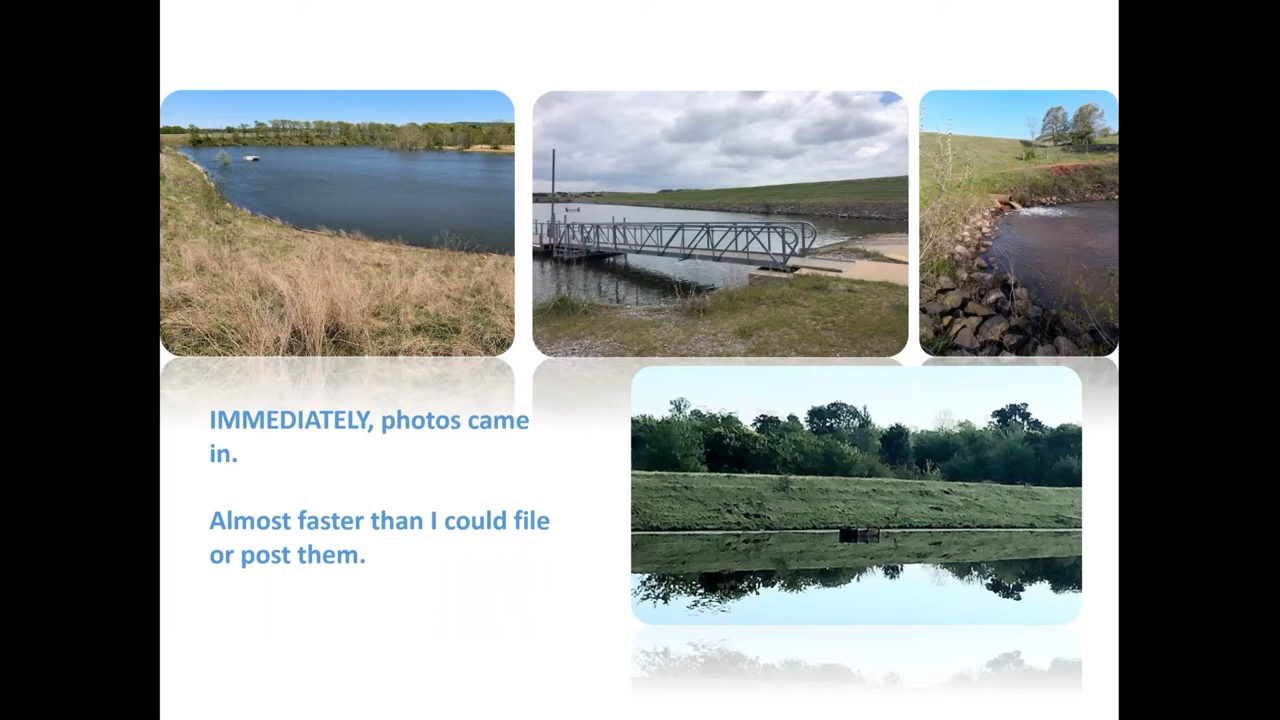 IMMEDIATELY, photos came
in.
Almost faster than I could file
or post them.